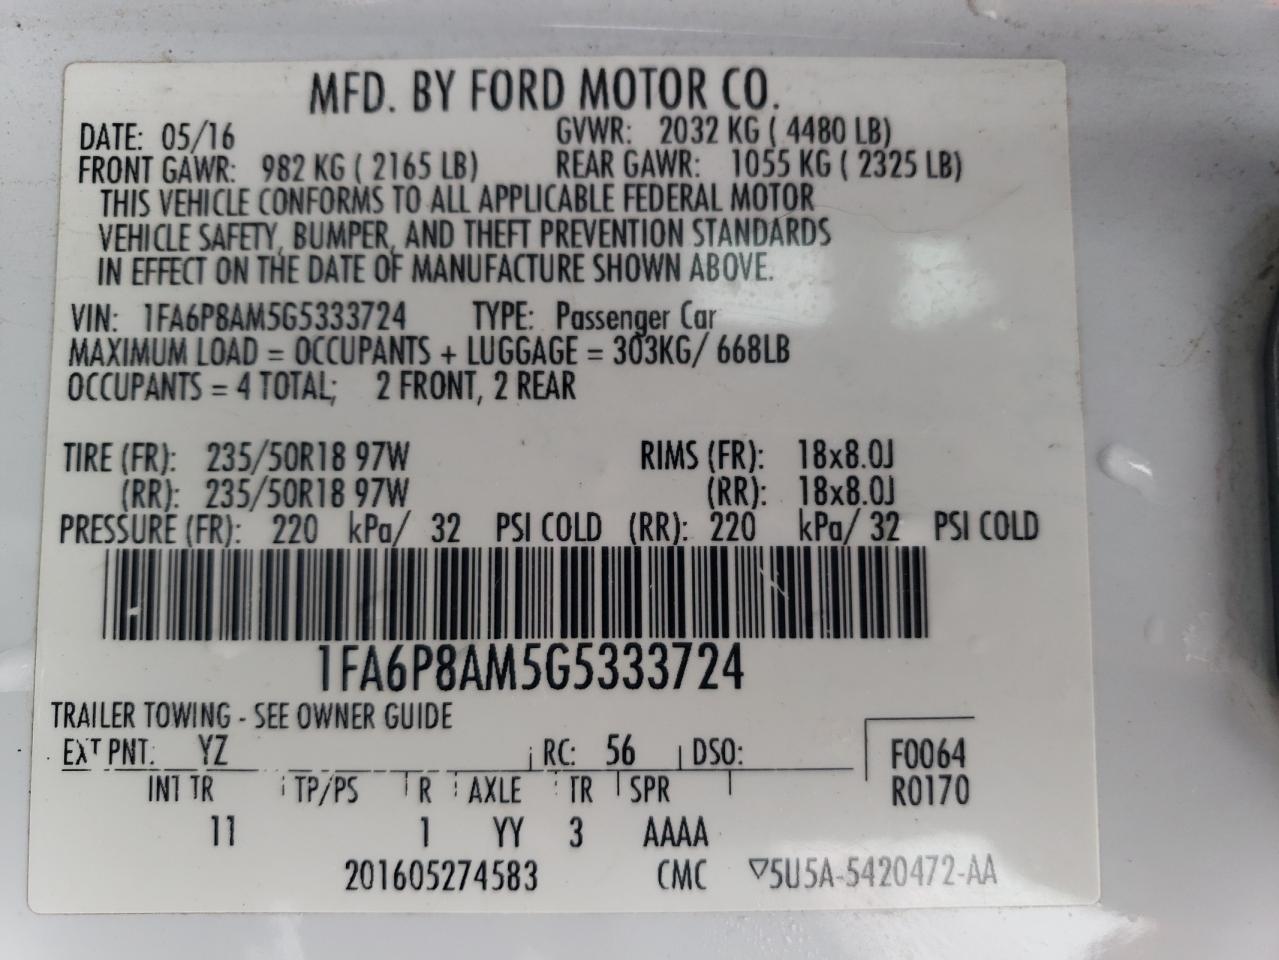 MFD. BY FORD MOTOR CO.
DATE: 05/16 GVWR: 2032 KG ( 4480 LB)
FRONT GAWR: 982 KG ( 2165 LB) REAR GAWR: 1055 KG ( 2325 LB)
THIS VEHICLE CONFORMS TO ALL APPLICABLE FEDERAL MOTOR
VEHICLE SAFETY, BUMPER, AND THEFT PREVENTION STANDARDS
IN EFFECT ON THE DATE OF MANUFACTURE SHOWN ABOVE.
VIN: 1FA6P8AM5G5333724 TYPE: Passenger Car
MAXIMUM LOAD = OCCUPANTS + LUGGAGE = 303KG/ 668LB
OCCUPANTS = 4 TOTAL; 2 FRONT, 2 REAR
TIRE (FR): 235/50R18 97W RIMS (FR): 18x8.0J
(RR): 235/50R18 97W (RR): 18x8.0J
PRESSURE (FR): 220 kPa/ 32 PSI COLD (RR): 220 kPa/ 32 PSI COLD
1FA6P8AM5G5333724
TRAILER TOWING - SEE OWNER GUIDE
EXT PNT: YZ RC: 56 DSO: F0064
INT TR TP/PS R AXLE TR SPR R0170
11 1 YY 3 AAAA
201605274583 CMC ▽5U5A-5420472-AA